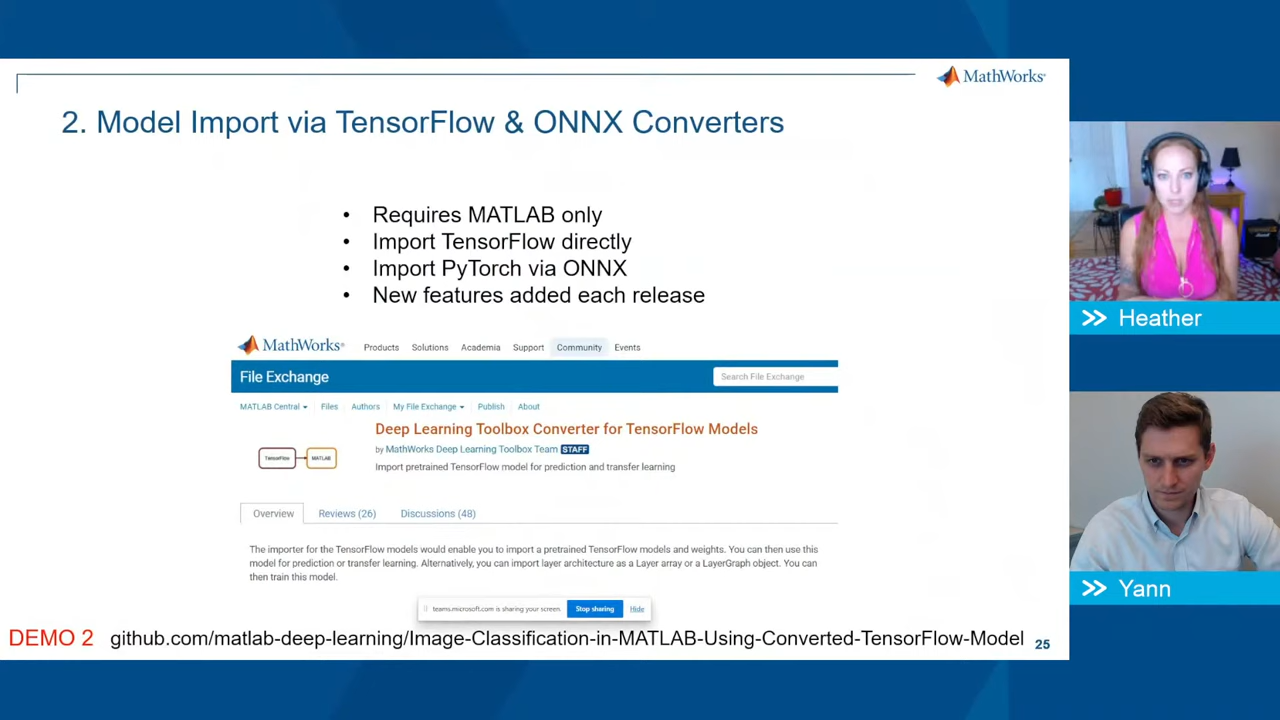 MathWorks®
2. Model Import via TensorFlow & ONNX Converters
• Requires MATLAB only
• Import TensorFlow directly
• Import PyTorch via ONNX
• New features added each release
MathWorks® Products Solutions Academia Support Community Events
File Exchange Search File Exchange
MATLAB Central Files Authors My File Exchange Publish About
Deep Learning Toolbox Converter for TensorFlow Models
by MathWorks Deep Learning Toolbox Team STAFF
TensorFlow MATLAB
Import pretrained TensorFlow model for prediction and transfer learning
Overview Reviews (26) Discussions (48)
The importer for the TensorFlow models would enable you to import a pretrained TensorFlow models and weights. You can then use this
model for prediction or transfer learning. Alternatively, you can import layer architecture as a Layer array or a LayerGraph object. You can
then train this model.
teams.microsoft.com is sharing your screen. Stop sharing Hide
DEMO 2 github.com/matlab-deep-learning/Image-Classification-in-MATLAB-Using-Converted-TensorFlow-Model 25
>> Heather
>> Yann